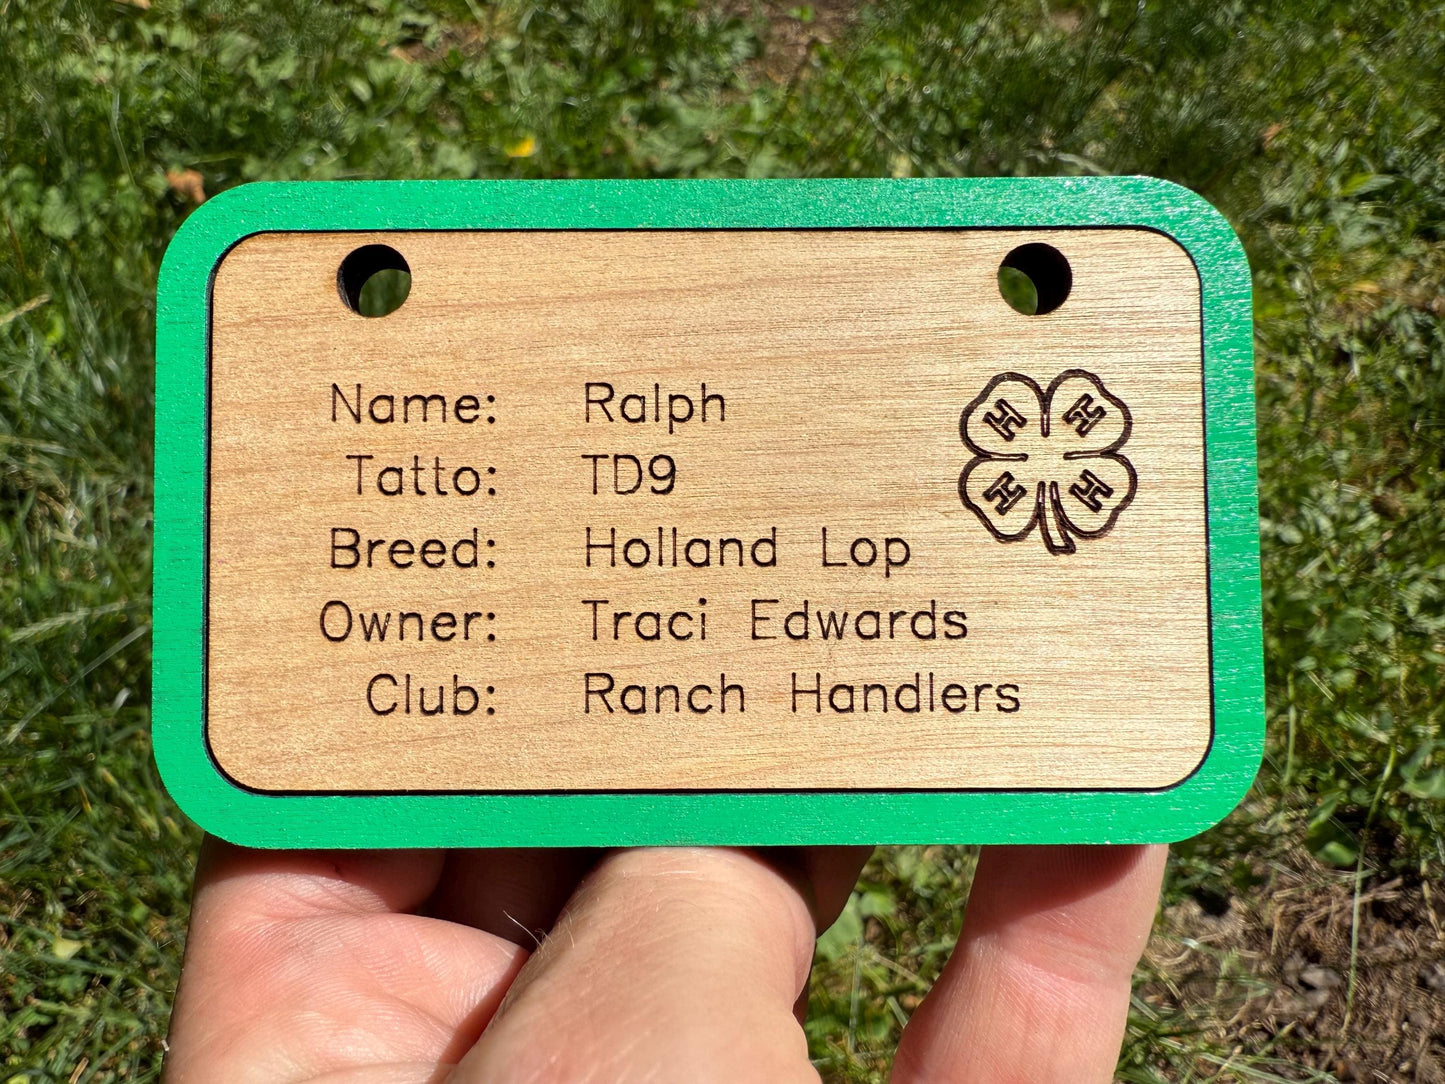 Name: Ralph
Tatto: TD9
Breed: Holland Lop
Owner: Traci Edwards
Club: Ranch Handlers
H H
H H